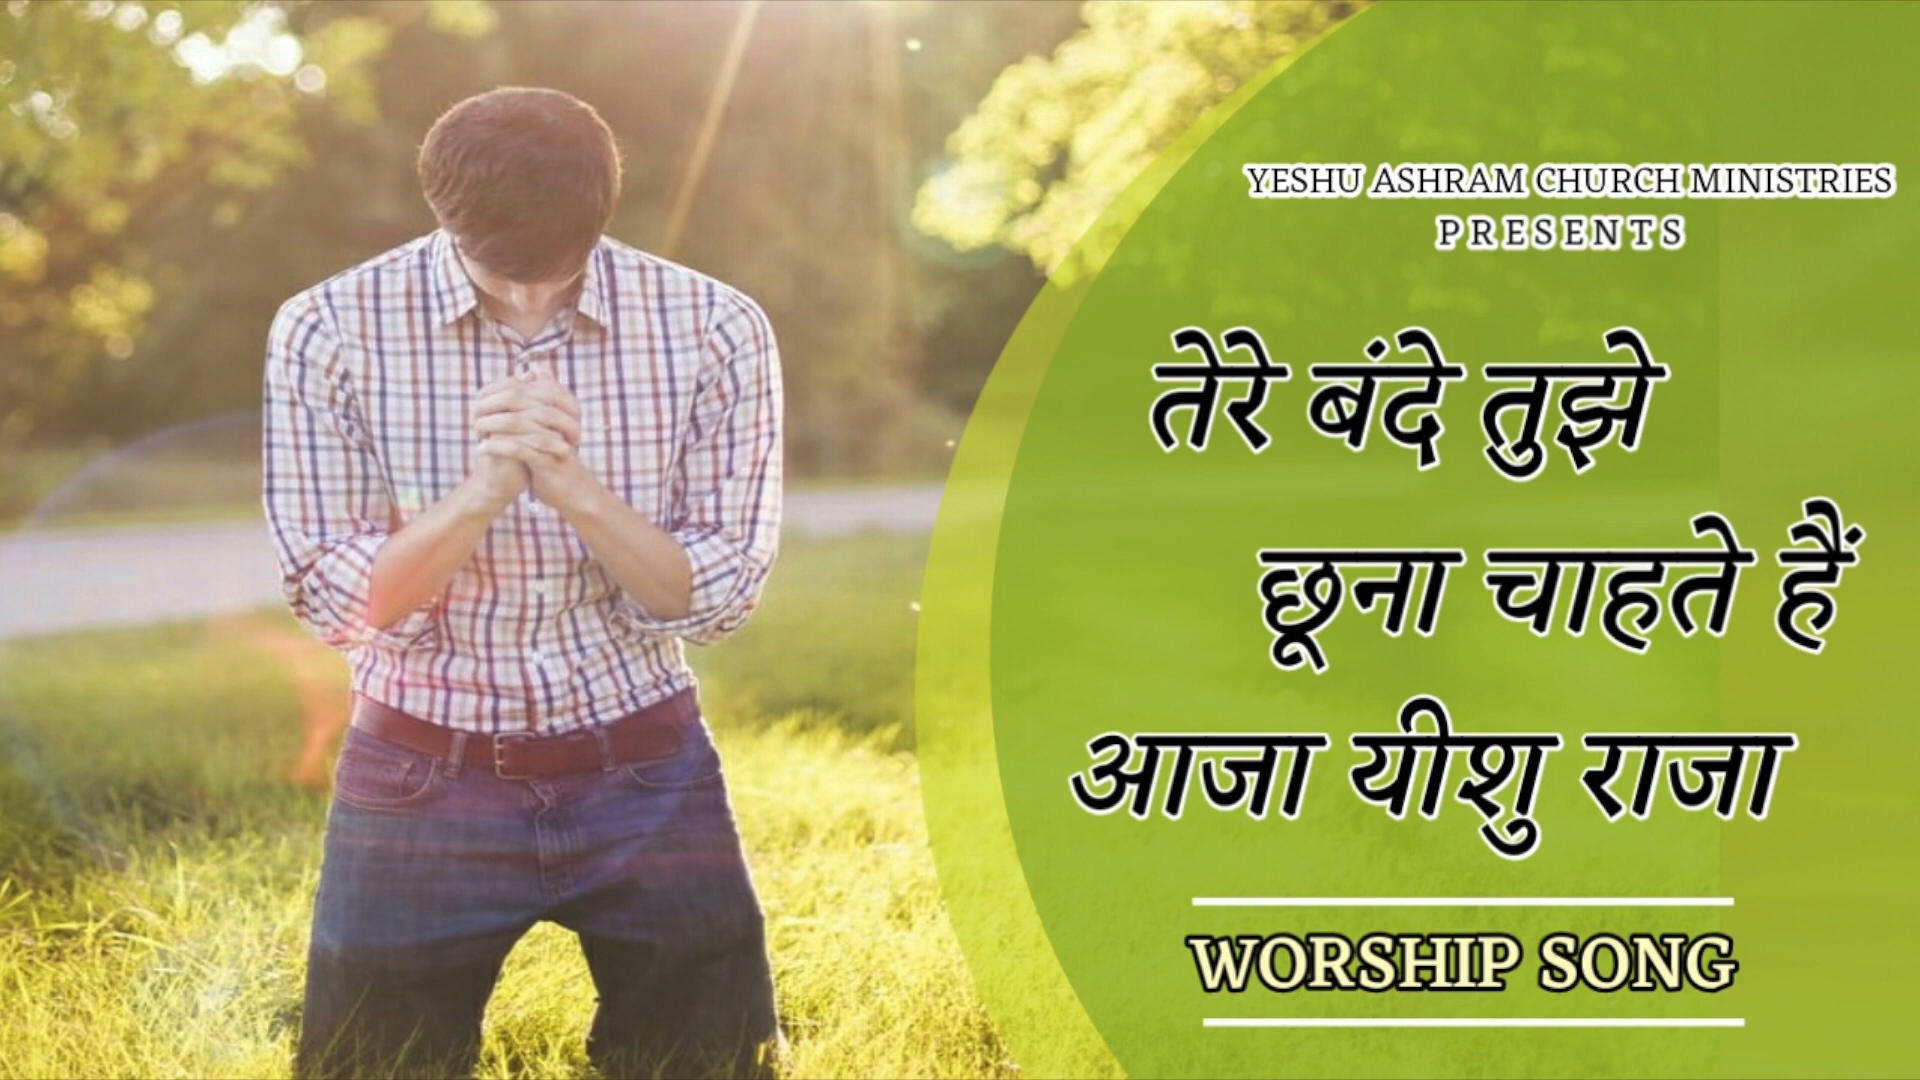 YESHU ASHRAM CHURCH MINISTRIES
PRESENTS
तेरे बंदे तुझे
छूना चाहते हैं
आजा यीशु राजा
WORSHIP SONG